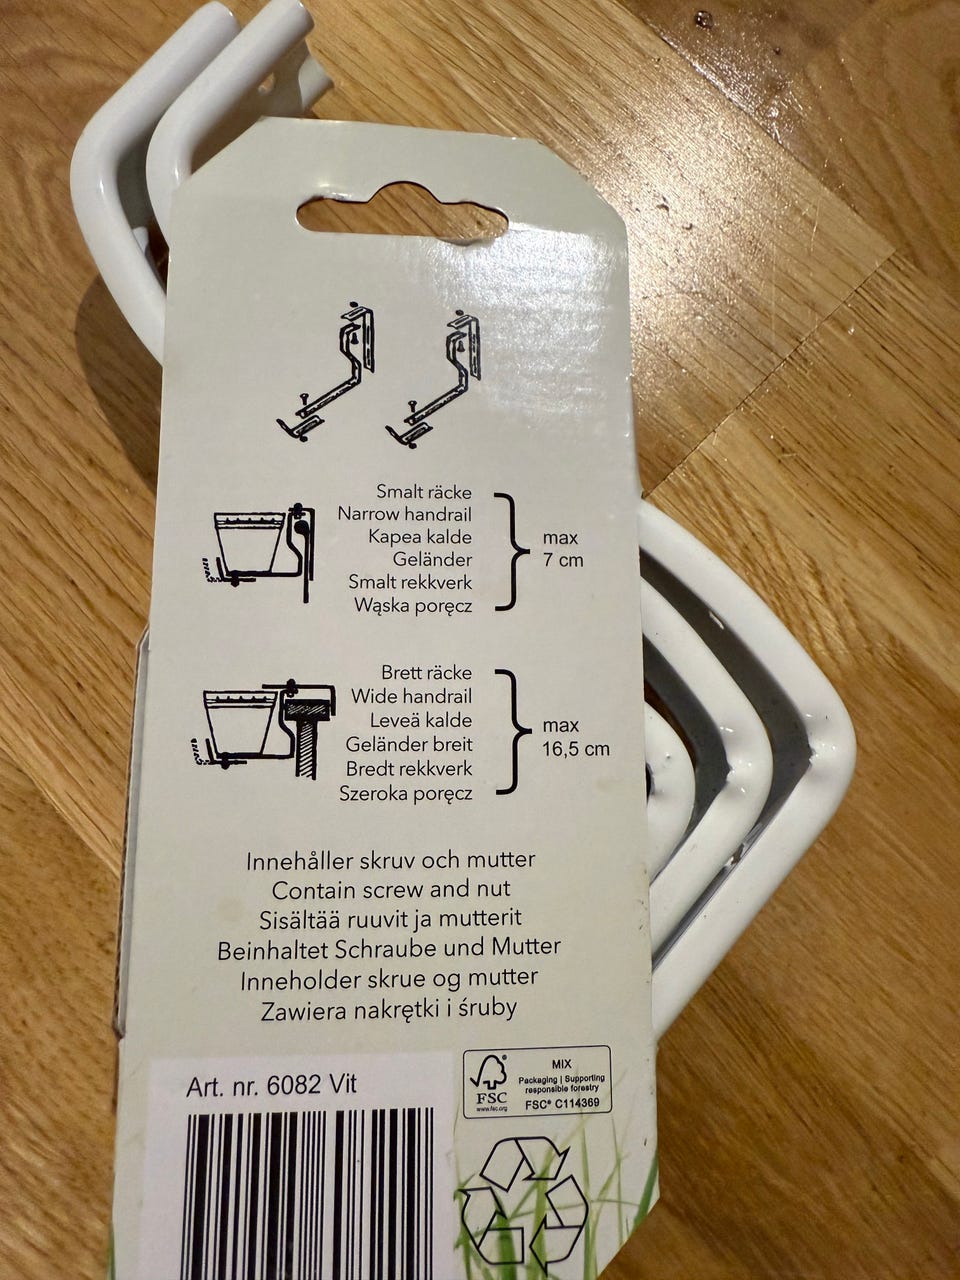 Smalt räcke
Narrow handrail
Kapea kalde
Geländer
Smalt rekkverk
Wąska poręcz
max
7 cm
Brett räcke
Wide handrail
Leveä kalde
Geländer breit
Bredt rekkverk
Szeroka poręcz
max
16,5 cm
Innehåller skruv och mutter
Contain screw and nut
Sisältää ruuvit ja mutterit
Beinhaltet Schraube und Mutter
Inneholder skrue og mutter
Zawiera nakrętki i śruby
Art. nr. 6082 Vit
FSC
www.fsc.org
MIX
Packaging | Supporting
responsible forestry
FSC® C114369